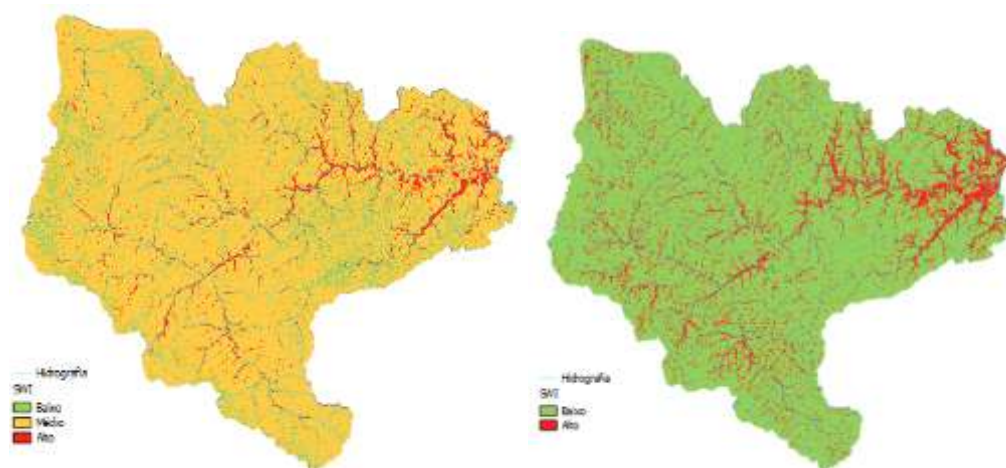 Hidrografia
SWI
Baixo
Médio
Alto
Hidrografia
SWI
Baixo
Alto